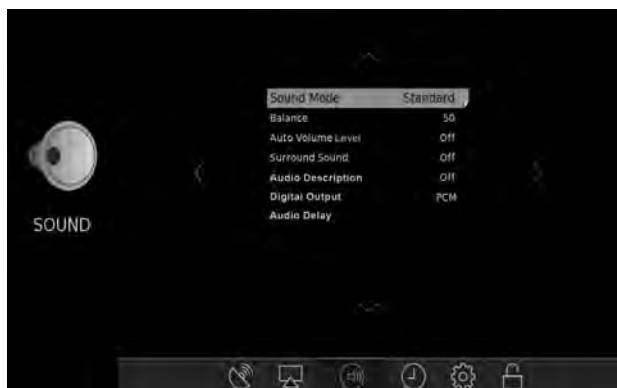 Sound Mode Standard
Balance 50
Auto Volume Level Off
Surround Sound Off
Audio Description Off
Digital Output PCM
Audio Delay
SOUND